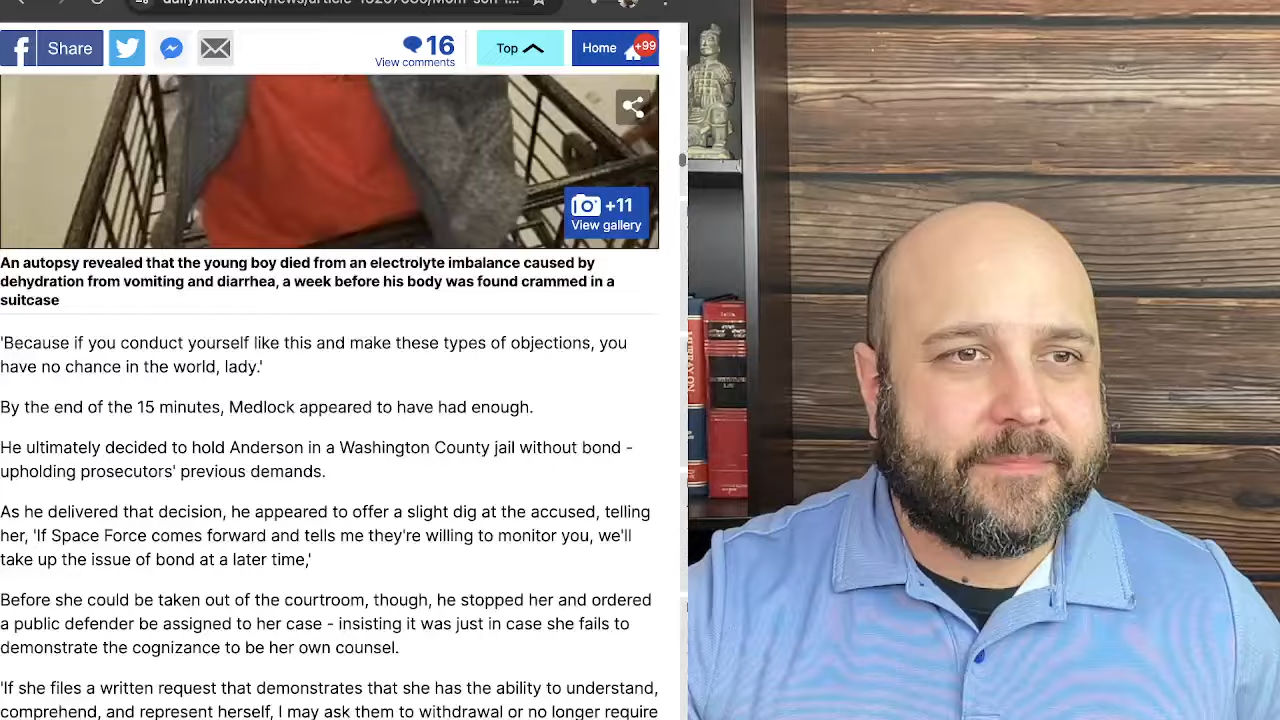 Share
16
View comments
Top
Home
+99
+11
View gallery
An autopsy revealed that the young boy died from an electrolyte imbalance caused by
dehydration from vomiting and diarrhea, a week before his body was found crammed in a
suitcase
'Because if you conduct yourself like this and make these types of objections, you
have no chance in the world, lady.'
By the end of the 15 minutes, Medlock appeared to have had enough.
He ultimately decided to hold Anderson in a Washington County jail without bond -
upholding prosecutors' previous demands.
As he delivered that decision, he appeared to offer a slight dig at the accused, telling
her, 'If Space Force comes forward and tells me they're willing to monitor you, we'll
take up the issue of bond at a later time,'
Before she could be taken out of the courtroom, though, he stopped her and ordered
a public defender be assigned to her case - insisting it was just in case she fails to
demonstrate the cognizance to be her own counsel.
'If she files a written request that demonstrates that she has the ability to understand,
comprehend, and represent herself, I may ask them to withdrawal or no longer require